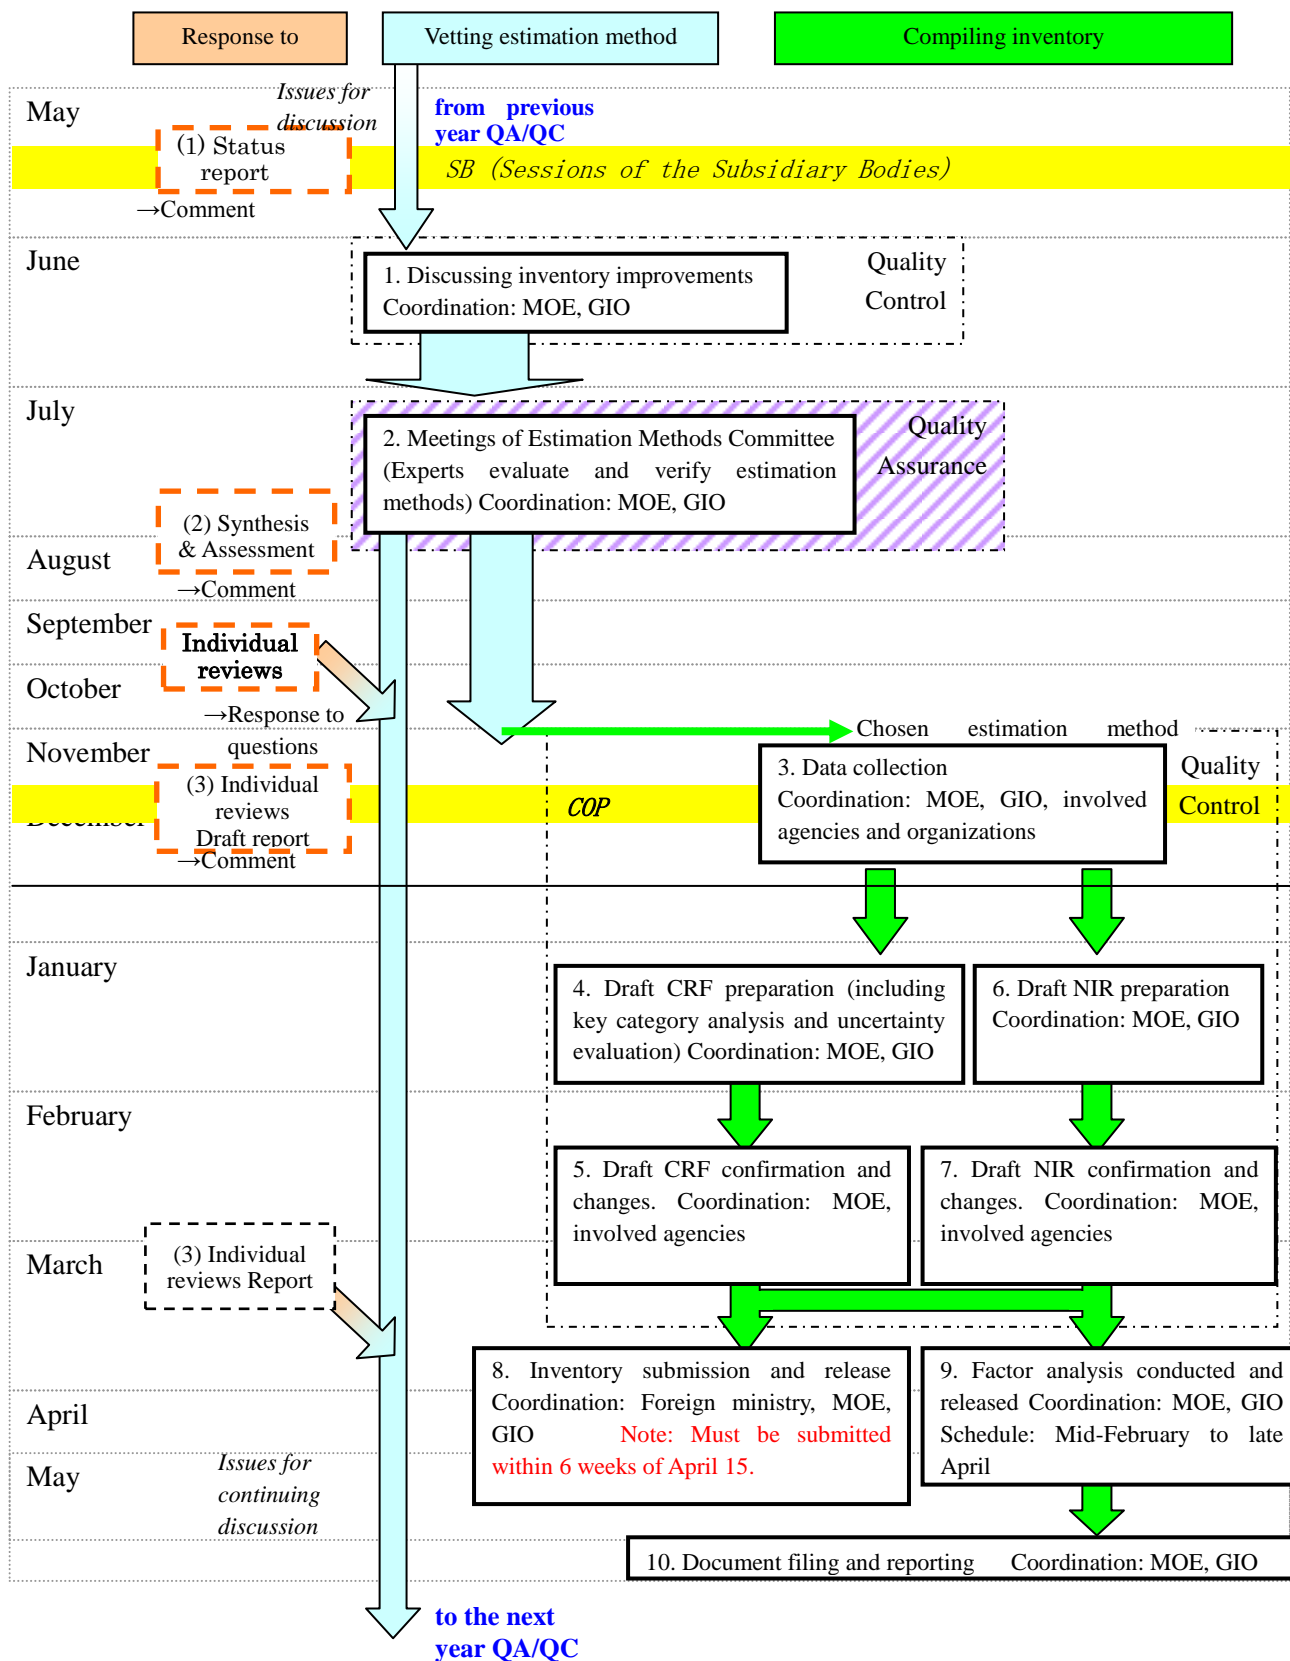 Response to
Vetting estimation method
Compiling inventory
May
Issues for
discussion
from previous
year QA/QC
(1) Status
report
→Comment
SB (Sessions of the Subsidiary Bodies)
June
1. Discussing inventory improvements
Coordination: MOE, GIO
Quality
Control
July
2. Meetings of Estimation Methods Committee
(Experts evaluate and verify estimation
methods) Coordination: MOE, GIO
Quality
Assurance
(2) Synthesis
& Assessment
→Comment
August
September
Individual
reviews
October
→Response to
questions
November
Chosen estimation method
3. Data collection
Coordination: MOE, GIO, involved
agencies and organizations
Quality
Control
(3) Individual
reviews
Draft report
→Comment
COP
December
January
4. Draft CRF preparation (including
key category analysis and uncertainty
evaluation) Coordination: MOE, GIO
6. Draft NIR preparation
Coordination: MOE, GIO
February
5. Draft CRF confirmation and
changes. Coordination: MOE,
involved agencies
7. Draft NIR confirmation and
changes. Coordination: MOE,
involved agencies
March
(3) Individual
reviews Report
8. Inventory submission and release
Coordination: Foreign ministry, MOE,
GIO Note: Must be submitted
within 6 weeks of April 15.
9. Factor analysis conducted and
released Coordination: MOE, GIO
Schedule: Mid-February to late
April
April
May
Issues for
continuing
discussion
10. Document filing and reporting Coordination: MOE, GIO
to the next
year QA/QC